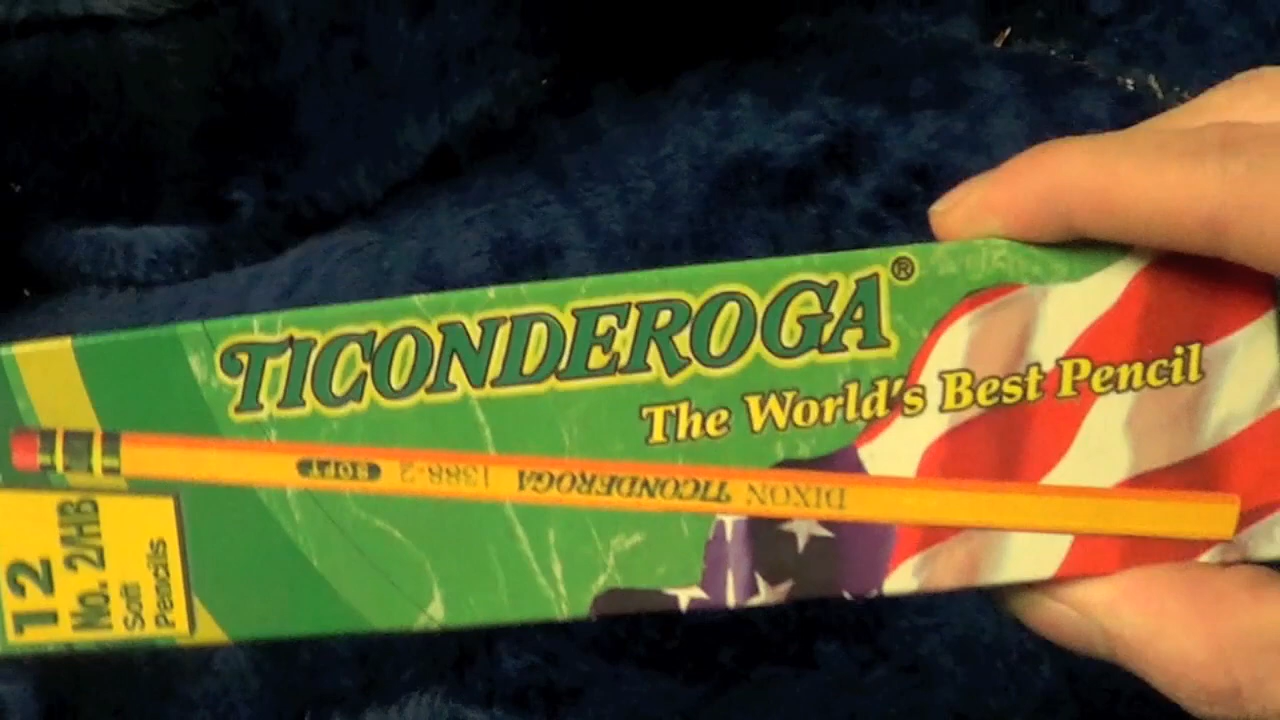 TICONDEROGA®
The World's Best Pencil
DIXON TICONDEROGA 1388-2 SOFT
12
No. 2/HB
Soft
Pencils